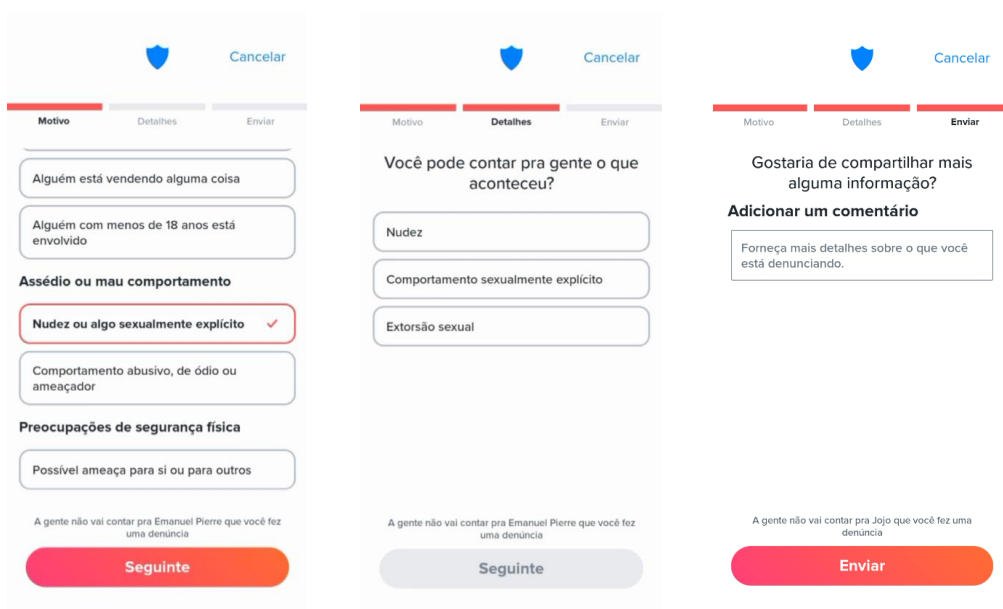 Cancelar
Motivo
Detalhes
Enviar
Alguém está vendendo alguma coisa
Alguém com menos de 18 anos está
envolvido
Assédio ou mau comportamento
Nudez ou algo sexualmente explícito
Comportamento abusivo, de ódio ou
ameaçador
Preocupações de segurança física
Possível ameaça para si ou para outros
A gente não vai contar pra Emanuel Pierre que você fez
uma denúncia
Seguinte
Cancelar
Motivo
Detalhes
Enviar
Você pode contar pra gente o que
aconteceu?
Nudez
Comportamento sexualmente explícito
Extorsão sexual
A gente não vai contar pra Emanuel Pierre que você fez
uma denúncia
Seguinte
Cancelar
Motivo
Detalhes
Enviar
Gostaria de compartilhar mais
alguma informação?
Adicionar um comentário
Forneça mais detalhes sobre o que você
está denunciando.
A gente não vai contar pra Jojo que você fez uma
denúncia
Enviar